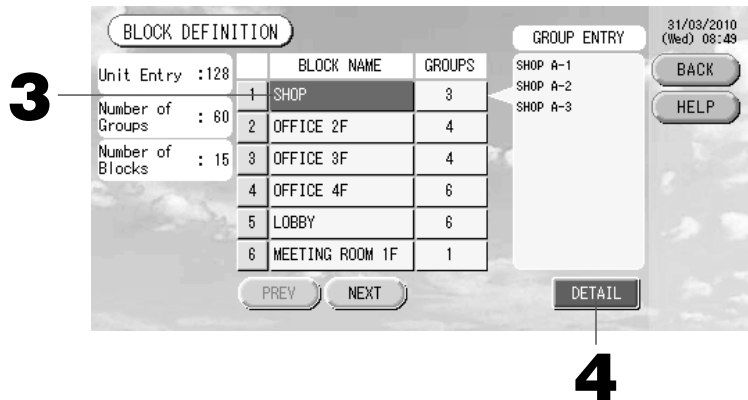 BLOCK DEFINITION
GROUP ENTRY
31/03/2010
(Wed) 08:49
Unit Entry :128
Number of Groups : 60
Number of Blocks : 15
BLOCK NAME GROUPS
1 SHOP 3
2 OFFICE 2F 4
3 OFFICE 3F 4
4 OFFICE 4F 6
5 LOBBY 6
6 MEETING ROOM 1F 1
PREV NEXT
SHOP A-1
SHOP A-2
SHOP A-3
DETAIL
BACK
HELP
3
4